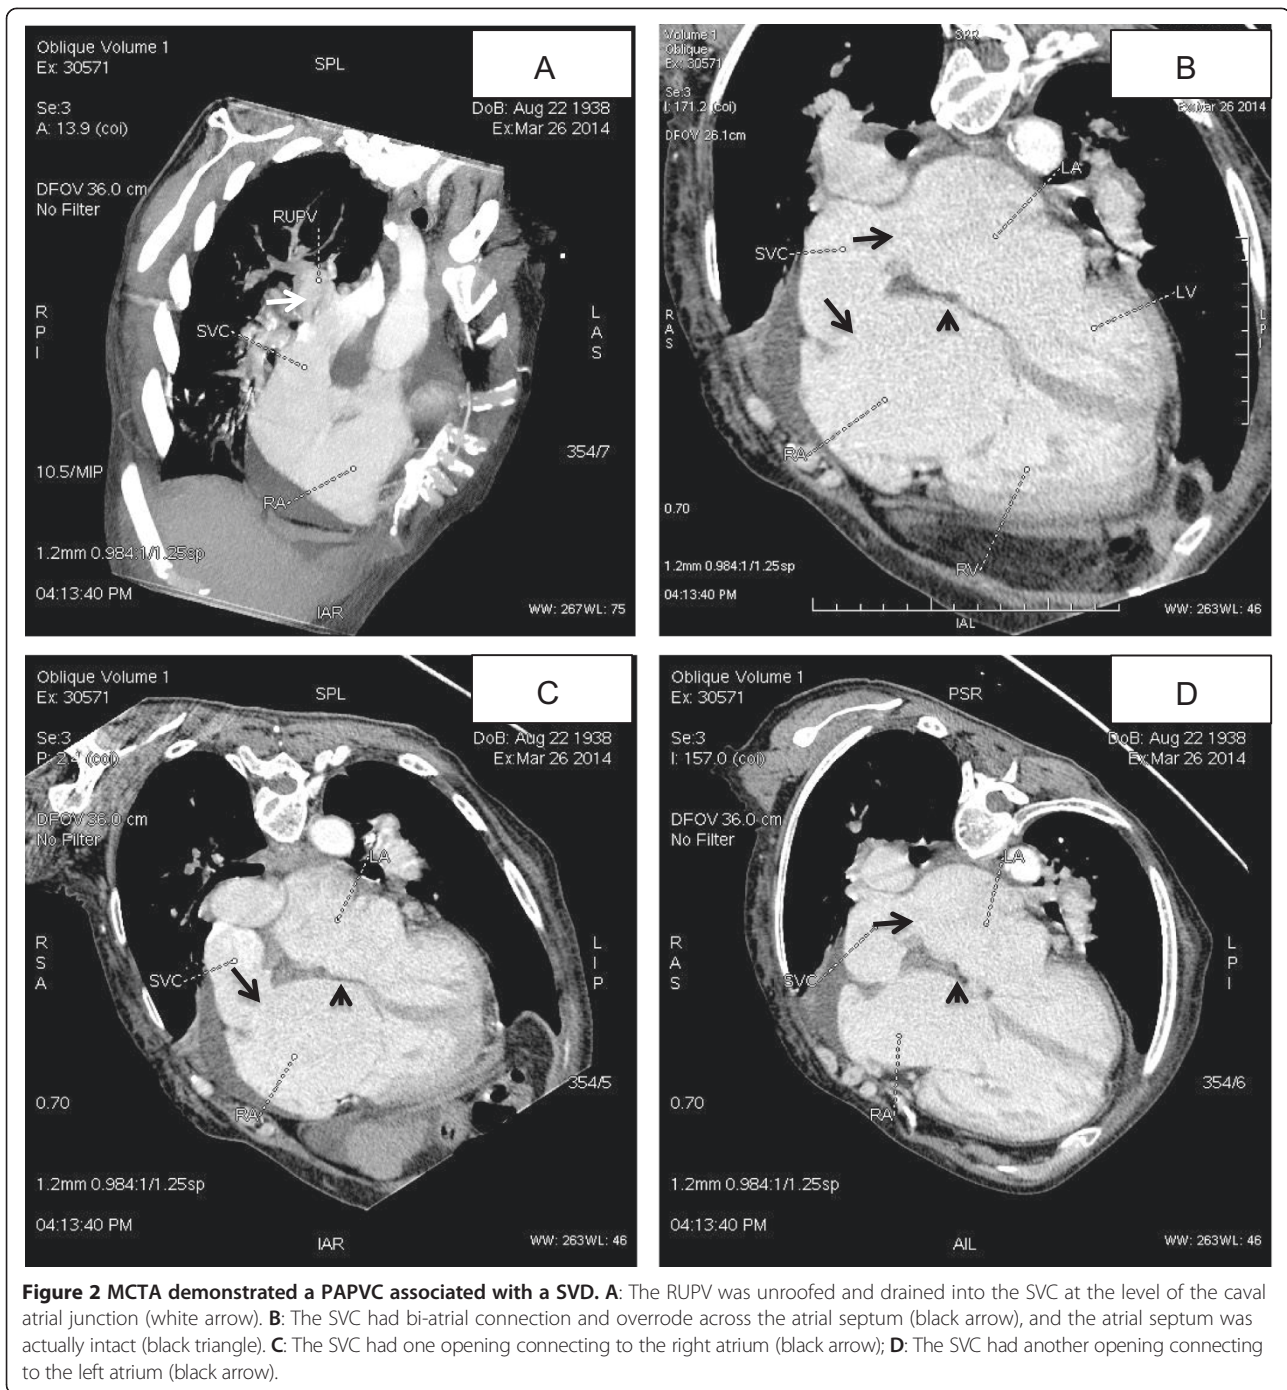 A
Oblique Volume 1
Ex: 30571
SPL
Se:3
A: 13.9 (coi)
DoB: Aug 22 1938
Ex:Mar 26 2014
DFOV 36.0 cm
No Filter
RUPV
R
P
I
L
A
S
SVC
354/7
10.5/MIP
RA
1.2mm 0.984:1/1.25sp
04:13:40 PM
IAR
WW: 267WL: 75
B
Volume 1
Oblique
Ex: 30571
SPR
Se:3
I: 171.2 (coi)
Ex:Mar 26 2014
DFOV 26.1cm
LA
SVC
LV
R
A
S
L
P
I
RA
0.70
RV
1.2mm 0.984:1/1.25sp
04:13:40 PM
IAL
WW: 263WL: 46
C
Oblique Volume 1
Ex: 30571
SPL
Se:3
P: 2.4 (coi)
DoB: Aug 22 1938
Ex:Mar 26 2014
DFOV 36.0 cm
No Filter
LA
R
S
A
L
I
P
SVC
354/5
0.70
RA
1.2mm 0.984:1/1.25sp
04:13:40 PM
IAR
WW: 263WL: 46
D
Oblique Volume 1
Ex: 30571
PSR
Se:3
I: 157.0 (coi)
DoB: Aug 22 1938
Ex:Mar 26 2014
DFOV 36.0 cm
No Filter
LA
R
A
S
L
P
I
SVC
354/6
0.70
RA
1.2mm 0.984:1/1.25sp
04:13:40 PM
AIL
WW: 263WL: 46
Figure 2 MCTA demonstrated a PAPVC associated with a SVD. A: The RUPV was unroofed and drained into the SVC at the level of the caval
atrial junction (white arrow). B: The SVC had bi-atrial connection and overrode across the atrial septum (black arrow), and the atrial septum was
actually intact (black triangle). C: The SVC had one opening connecting to the right atrium (black arrow); D: The SVC had another opening connecting
to the left atrium (black arrow).